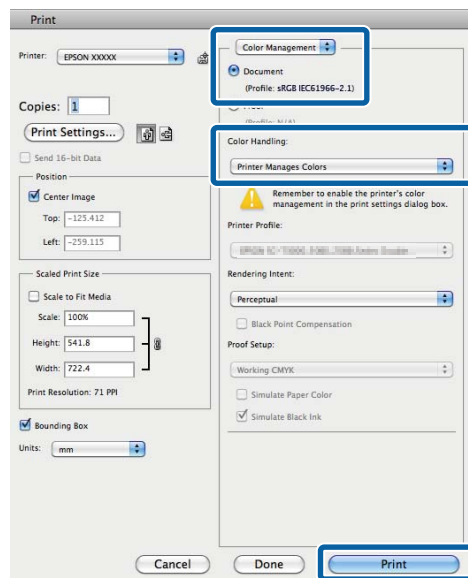 Print
Printer: EPSON XXXXX
Copies: 1
Print Settings...
Send 16-bit Data
Position
Center Image
Top: -125.412
Left: -259.115
Scaled Print Size
Scale to Fit Media
Scale: 100%
Height: 541.8
Width: 722.4
Print Resolution: 71 PPI
Bounding Box
Units: mm
Color Management
Document
(Profile: sRGB IEC61966-2.1)
Color Handling:
Printer Manages Colors
Remember to enable the printer's color
management in the print settings dialog box.
Printer Profile:
Rendering Intent:
Perceptual
Black Point Compensation
Proof Setup:
Working CMYK
Simulate Paper Color
Simulate Black Ink
Cancel
Done
Print